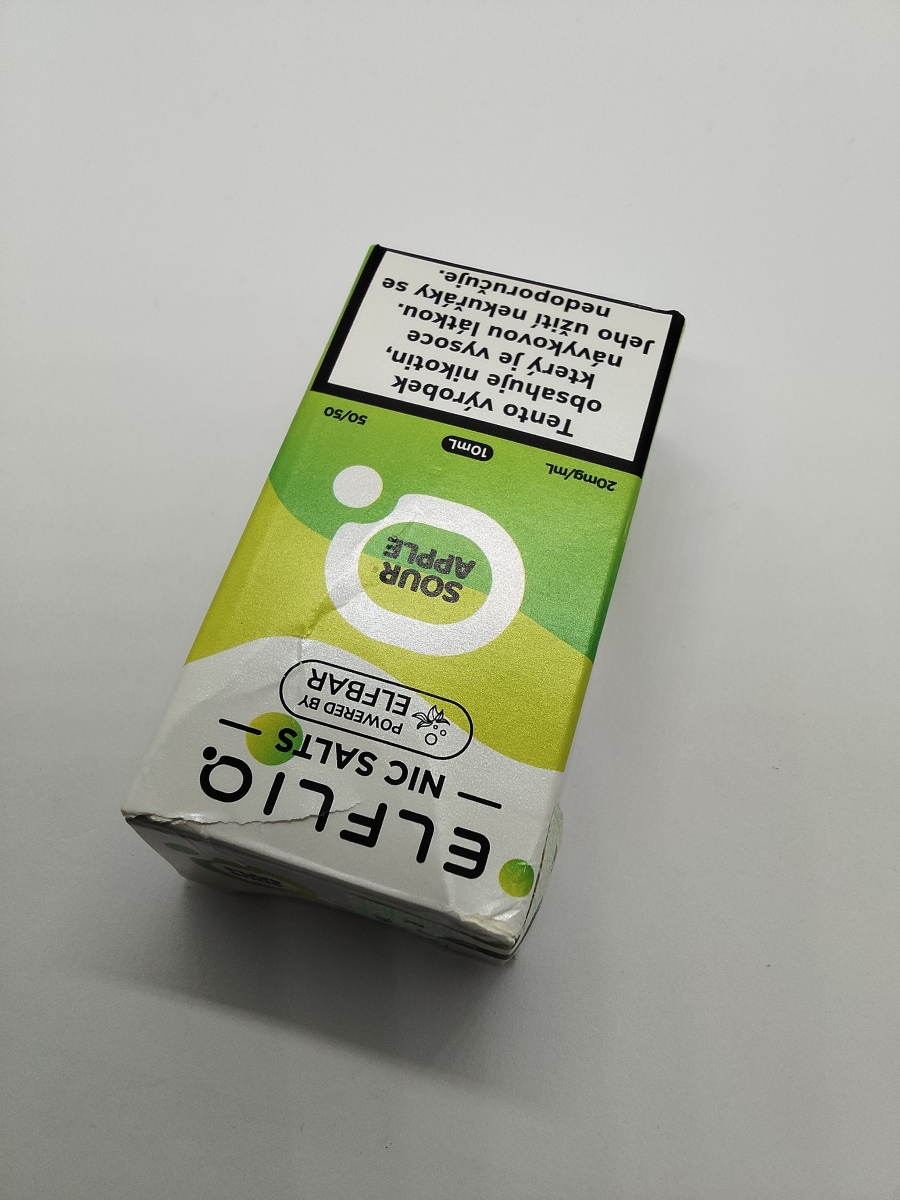 ELFLIQ
NIC SALTS
POWERED BY
ELFBAR
SOUR
APPLE
20mg/mL
10mL
50/50
Tento výrobek
obsahuje nikotin,
který je vysoce
návykovou látkou.
Jeho užití nekuřáky se
nedoporučuje.